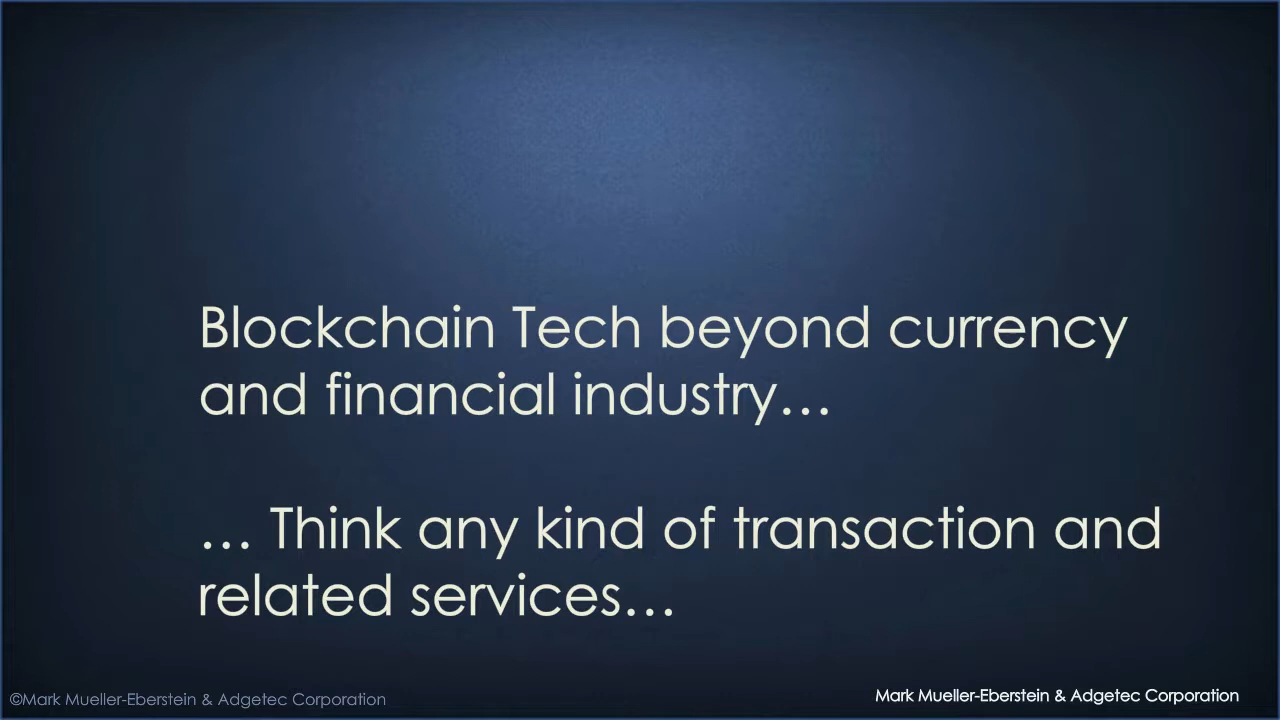 Blockchain Tech beyond currency
and financial industry…
… Think any kind of transaction and
related services…
©Mark Mueller-Eberstein & Adgetec Corporation
Mark Mueller-Eberstein & Adgetec Corporation